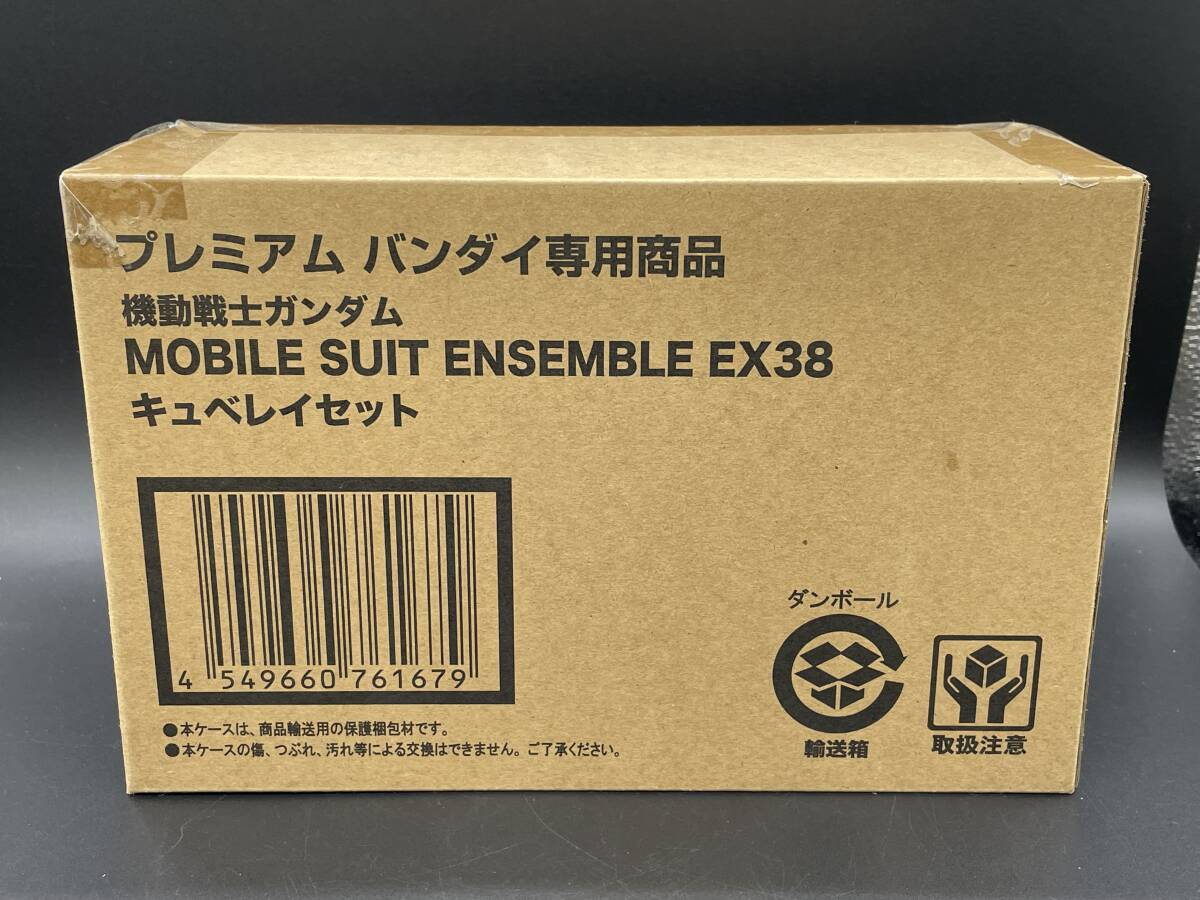 プレミアム バンダイ専用商品
機動戦士ガンダム
MOBILE SUIT ENSEMBLE EX38
キュベレイセット
4 549660 761679
●本ケースは、商品輸送用の保護梱包材です。
●本ケースの傷、つぶれ、汚れ等による交換はできません。ご了承ください。
ダンボール
輸送箱
取扱注意